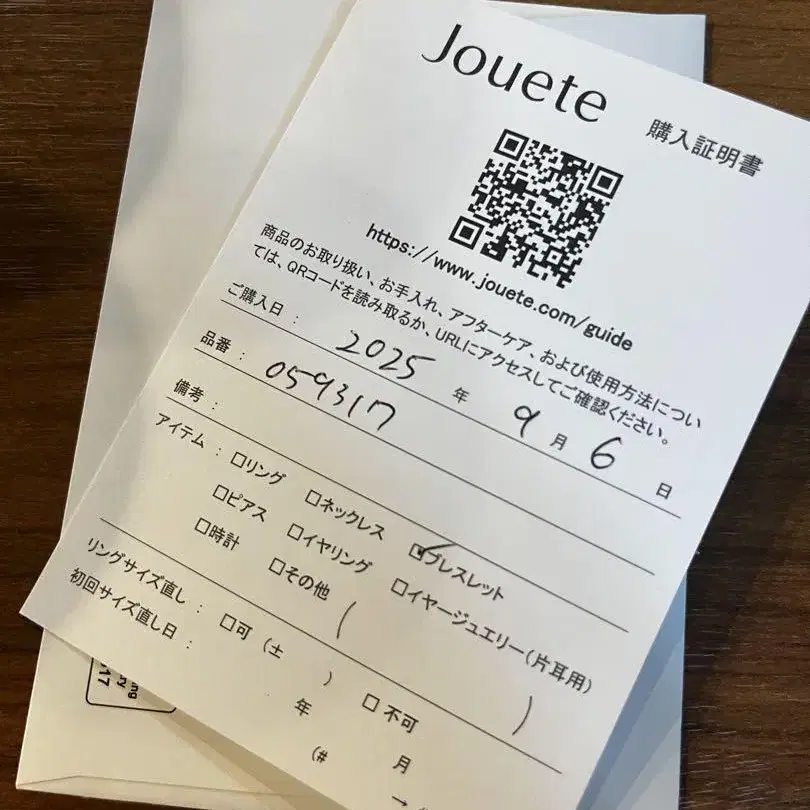 Jouete 購入証明書
https://www.jouete.com/guide
商品のお取り扱い、お手入れ、アフターケア、および使用方法につい
ては、QRコードを読み取るか、URLにアクセスしてご確認ください。
ご購入日： 2025 年 9 月 6 日
品番： 059317
備考：
アイテム： □リング □ネックレス ☑ブレスレット
□ピアス □イヤリング □イヤージュエリー（片耳用）
□時計 □その他 （ ）
リングサイズ直し： □可（± ） □不可
初回サイズ直し日： 年 月
(# →
17